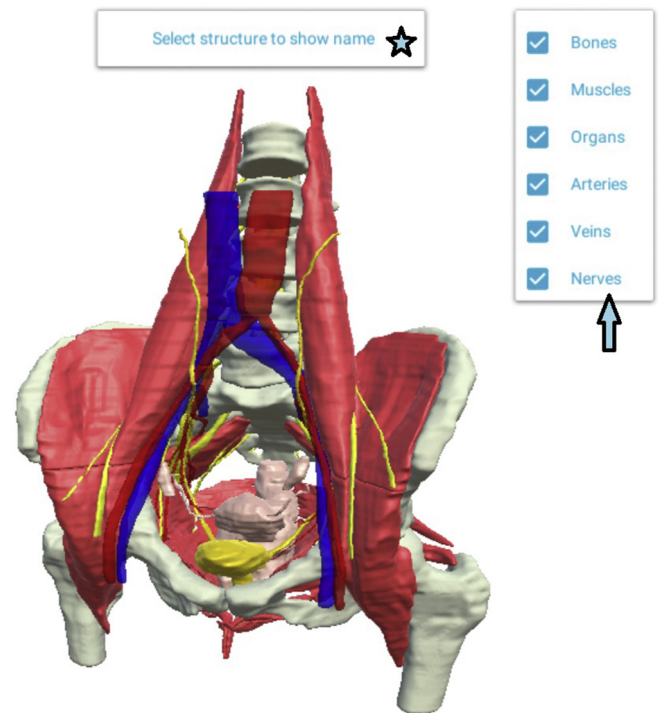 Select structure to show name
Bones
Muscles
Organs
Arteries
Veins
Nerves